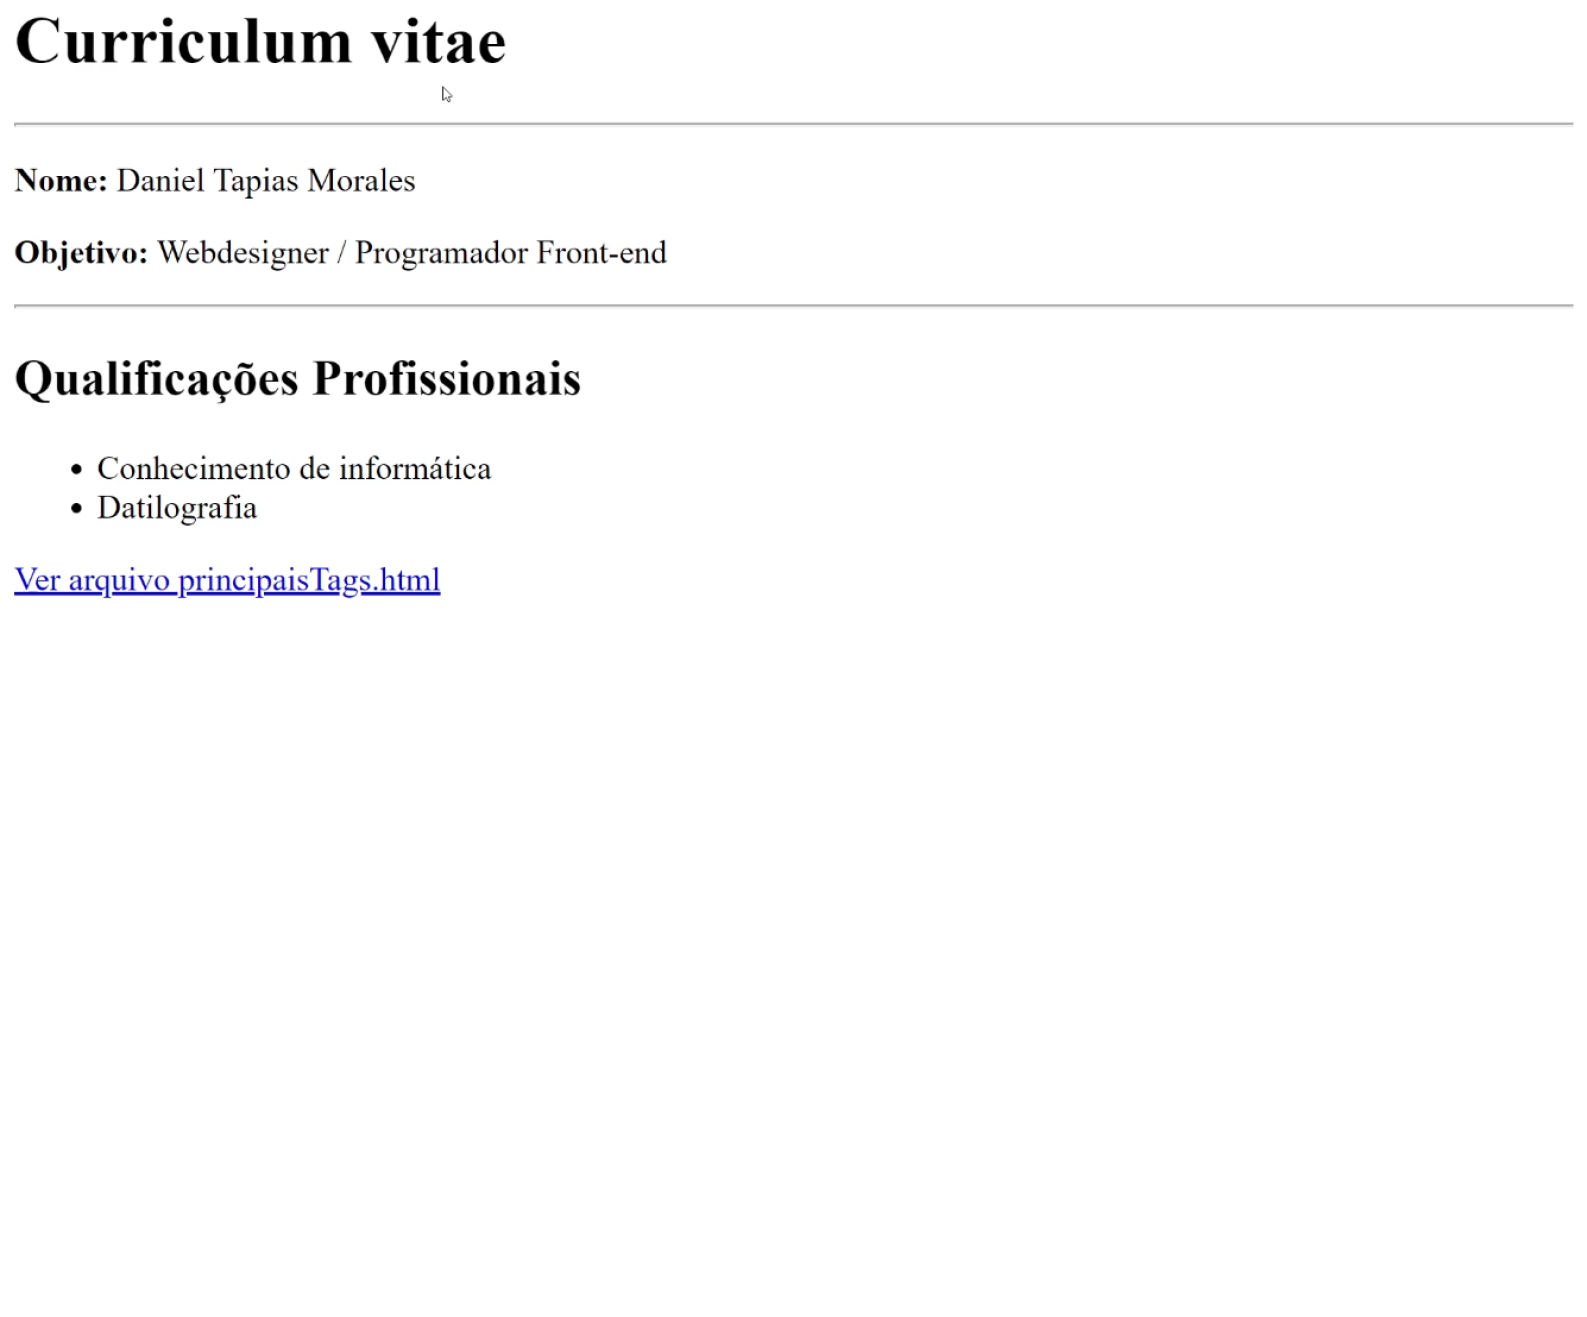 Curriculum vitae
Nome: Daniel Tapias Morales
Objetivo: Webdesigner / Programador Front-end
Qualificações Profissionais
• Conhecimento de informática
• Datilografia
Ver arquivo principaisTags.html